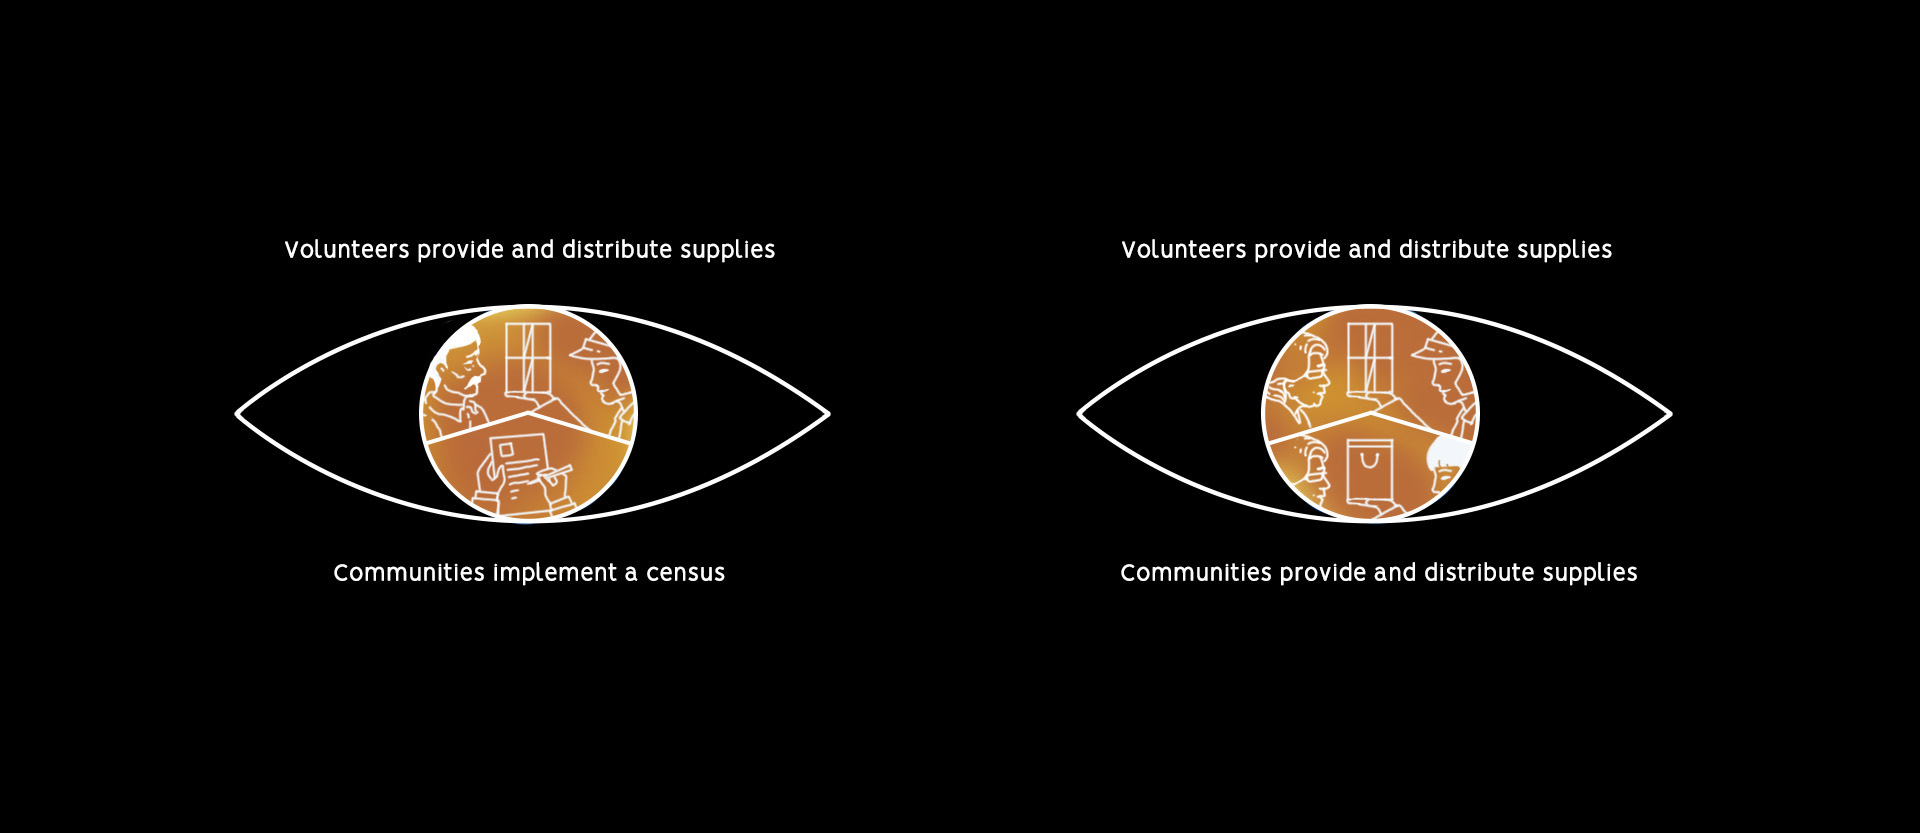 Volunteers provide and distribute supplies
Volunteers provide and distribute supplies
Communities implement a census
Communities provide and distribute supplies